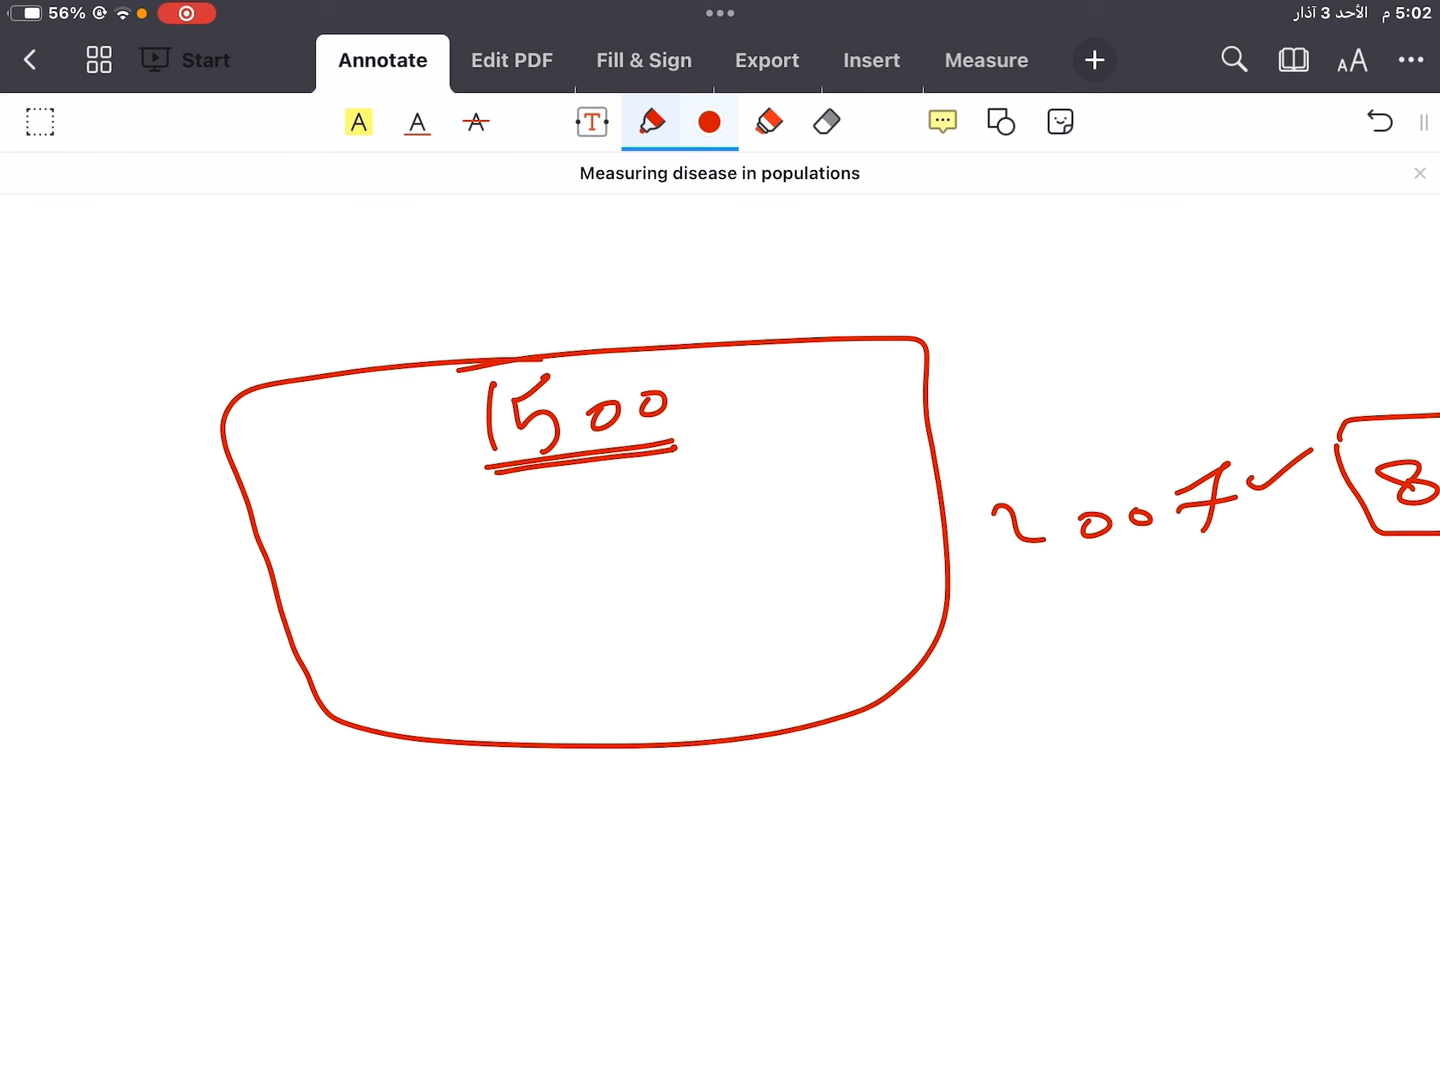 56% 5:02 م الأحد 3 آذار
Start Annotate Edit PDF Fill & Sign Export Insert Measure
A A A T
Measuring disease in populations
1500
2007 8